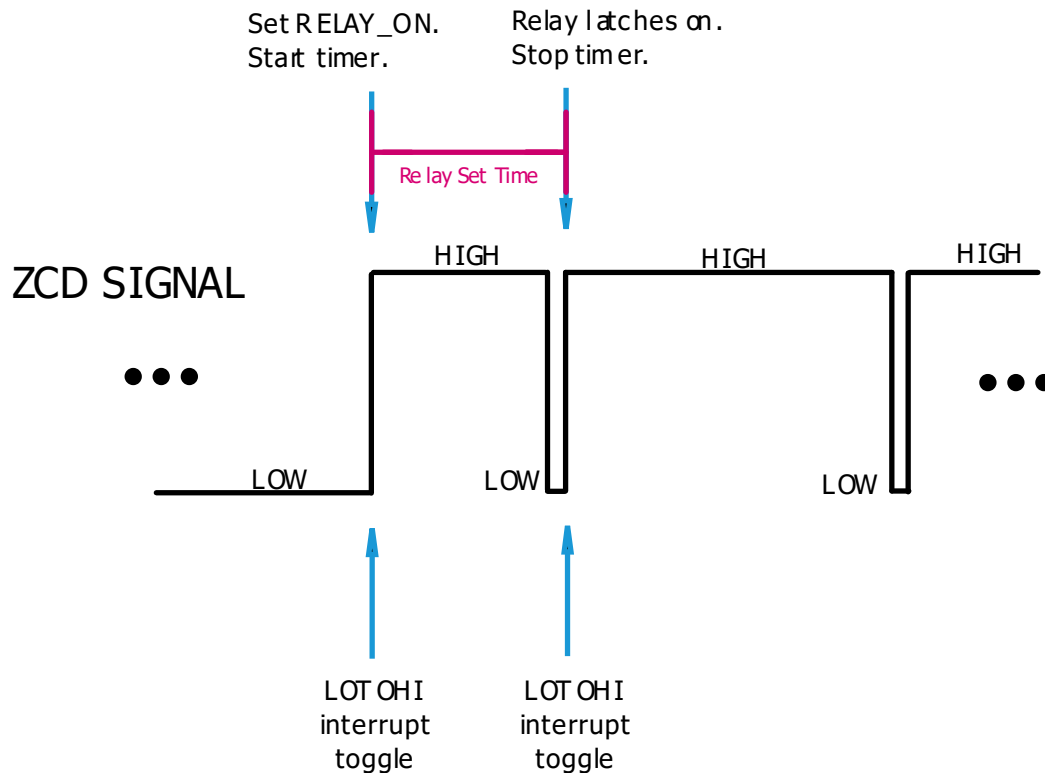 Set RELAY_ON.
Start timer.
Relay latches on.
Stop timer.
Relay Set Time
ZCD SIGNAL
HIGH
HIGH
HIGH
LOW
LOW
LOW
LOTOHI
interrupt
toggle
LOTOHI
interrupt
toggle